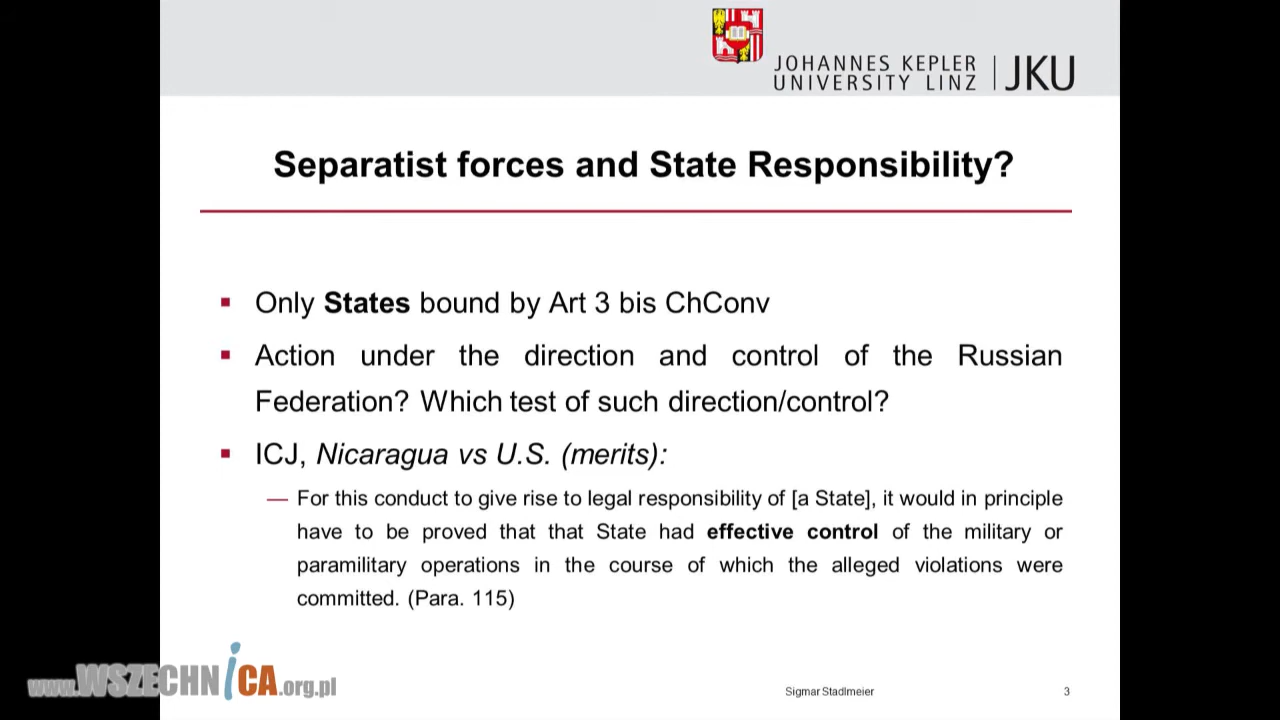 JOHANNES KEPLER
UNIVERSITY LINZ | JKU
Separatist forces and State Responsibility?
▪ Only States bound by Art 3 bis ChConv
▪ Action under the direction and control of the Russian
Federation? Which test of such direction/control?
▪ ICJ, Nicaragua vs U.S. (merits):
— For this conduct to give rise to legal responsibility of [a State], it would in principle
have to be proved that that State had effective control of the military or
paramilitary operations in the course of which the alleged violations were
committed. (Para. 115)
www.WSZECHNiCA.org.pl
Sigmar Stadlmeier
3